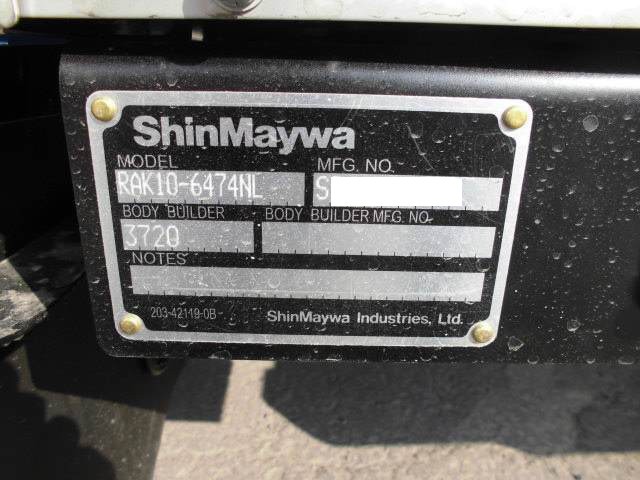 ShinMaywa
MODEL MFG. NO.
RAK10-6474NL S
BODY BUILDER BODY BUILDER MFG. NO.
3720
NOTES
203-42119-0B ShinMaywa Industries, Ltd.